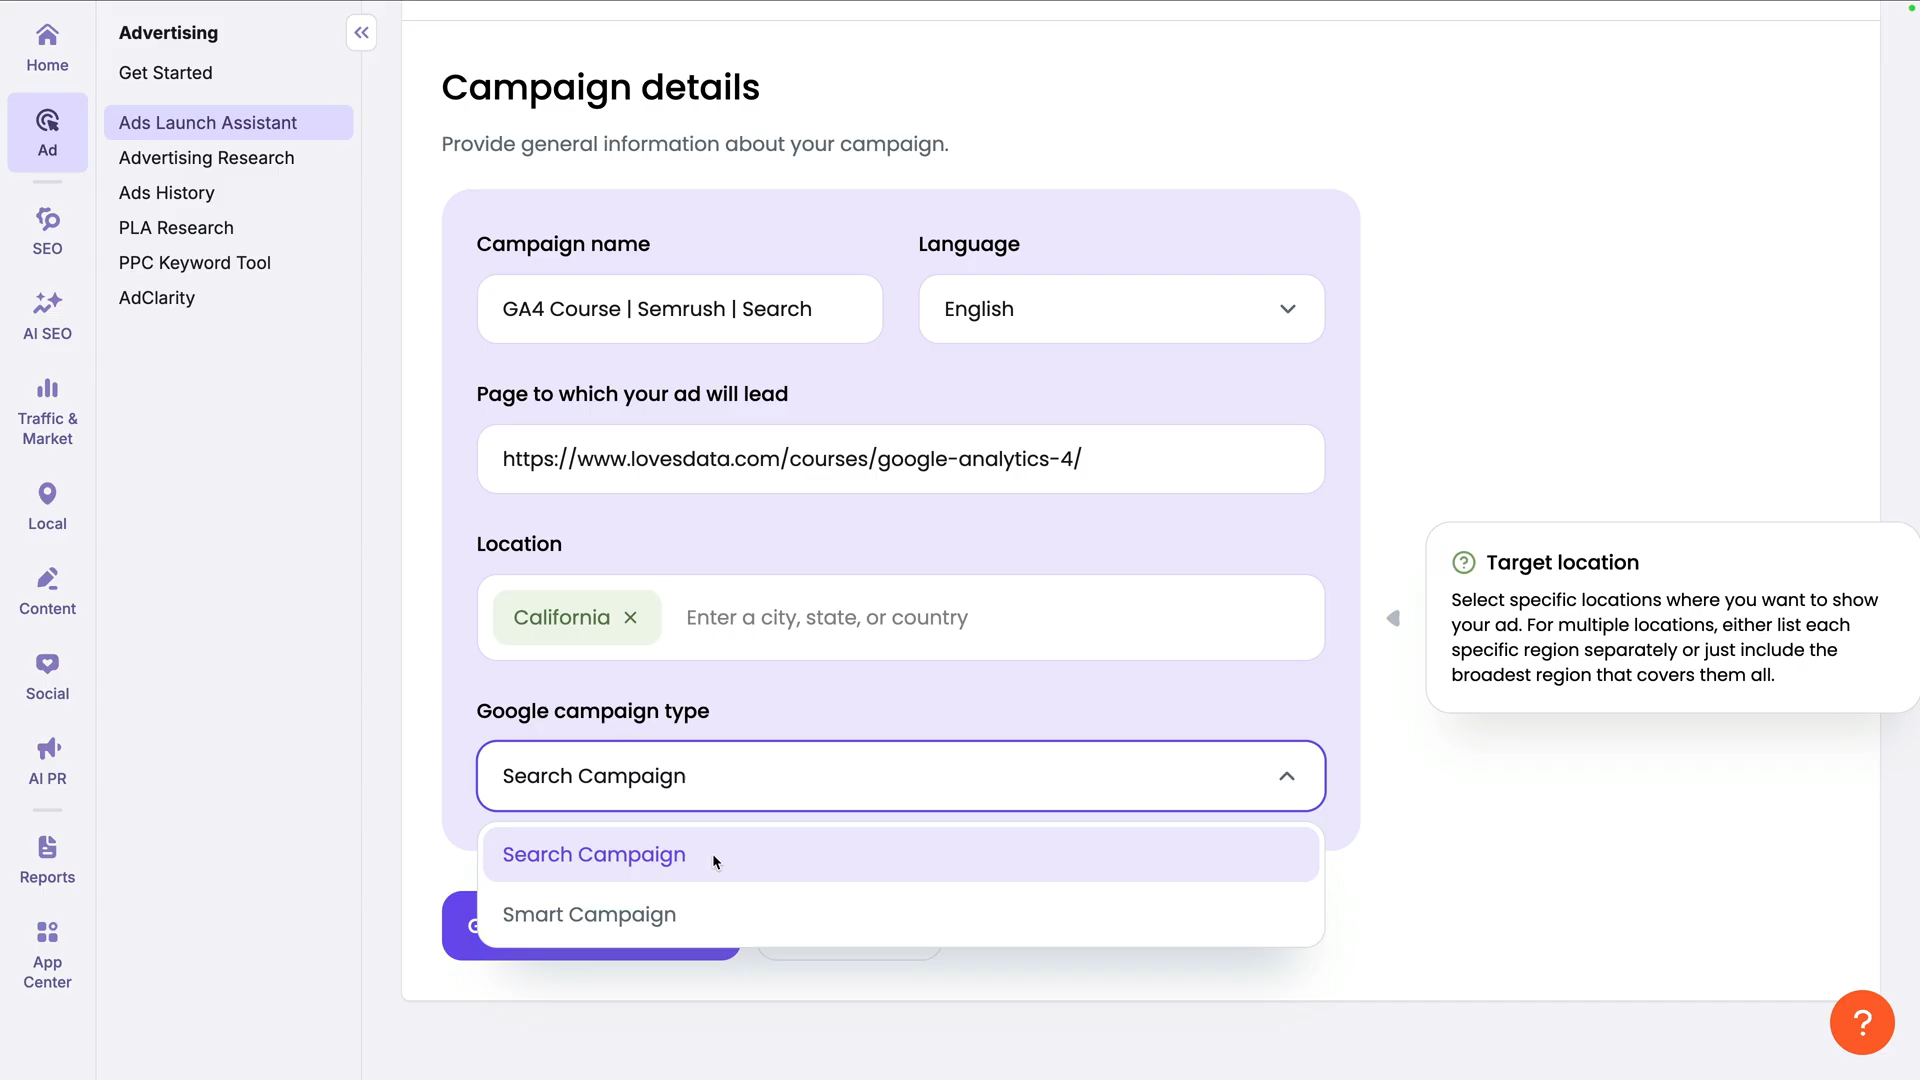 Home
Ad
SEO
AI SEO
Traffic &
Market
Local
Content
Social
AI PR
Reports
App
Center
Advertising
Get Started
Ads Launch Assistant
Advertising Research
Ads History
PLA Research
PPC Keyword Tool
AdClarity
Campaign details
Provide general information about your campaign.
Campaign name
Language
GA4 Course | Semrush | Search
English
Page to which your ad will lead
https://www.lovesdata.com/courses/google-analytics-4/
Location
California
Enter a city, state, or country
Google campaign type
Search Campaign
Search Campaign
Smart Campaign
? Target location
Select specific locations where you want to show
your ad. For multiple locations, either list each
specific region separately or just include the
broadest region that covers them all.
?